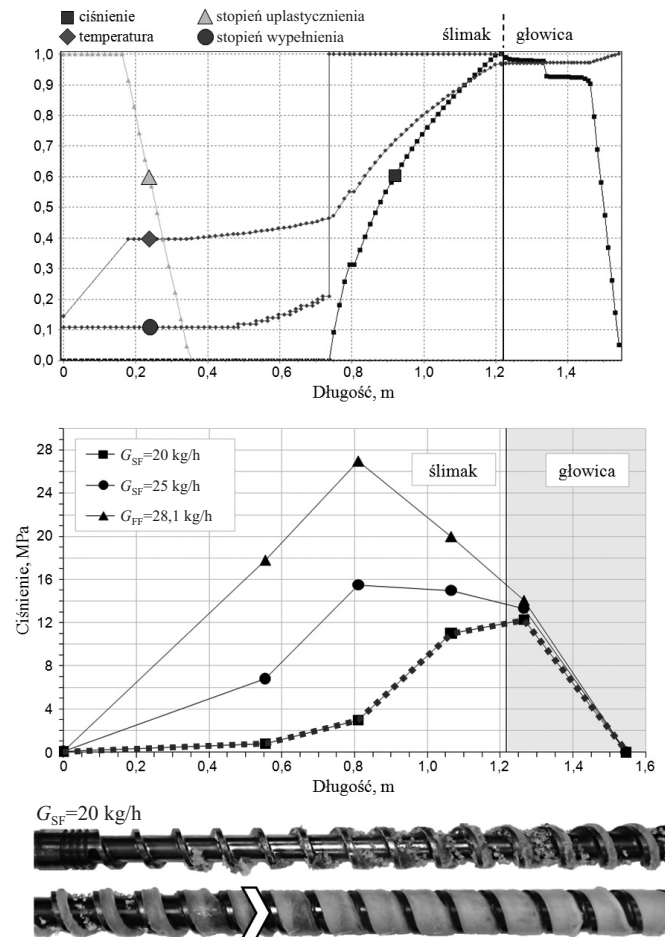 ciśnienie
stopień uplastycznienia
temperatura
stopień wypełnienia
ślimak
głowica
1,0
0,9
0,8
0,7
0,6
0,5
0,4
0,3
0,2
0,1
0,0
0
0,2
0,4
0,6
0,8
1,0
1,2
1,4
Długość, m
28
24
20
16
12
8
4
0
Ciśnienie, MPa
G_SF=20 kg/h
G_SF=25 kg/h
G_FF=28,1 kg/h
ślimak
głowica
0
0,2
0,4
0,6
0,8
1,0
1,2
1,4
1,6
Długość, m
G_SF=20 kg/h